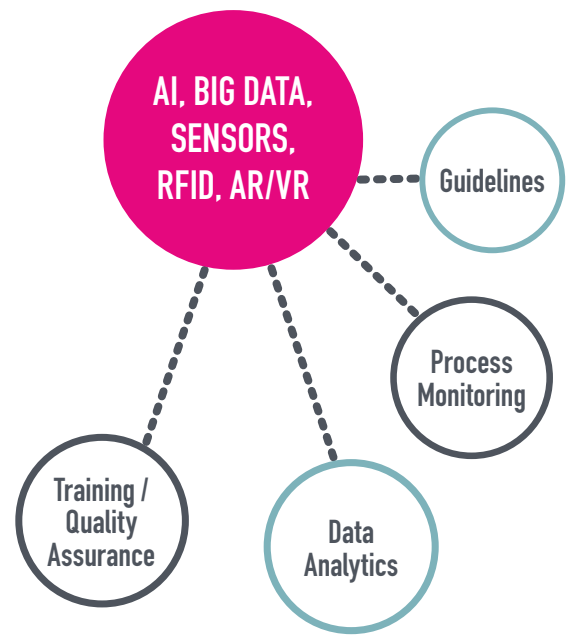 AI, BIG DATA,
SENSORS,
RFID, AR/VR
Guidelines
Process
Monitoring
Training /
Quality
Assurance
Data
Analytics